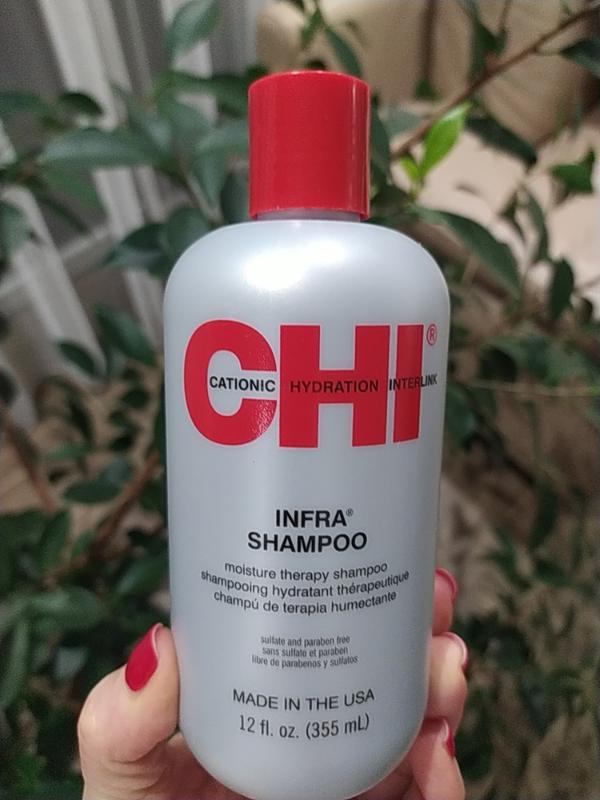 CHI®
CATIONIC HYDRATION INTERLINK
INFRA®
SHAMPOO
moisture therapy shampoo
shampooing hydratant thérapeutique
champú de terapia humectante
sulfate and paraben free
sans sulfate et paraben
libre de parabenos y sulfatos
MADE IN THE USA
12 fl. oz. (355 mL)